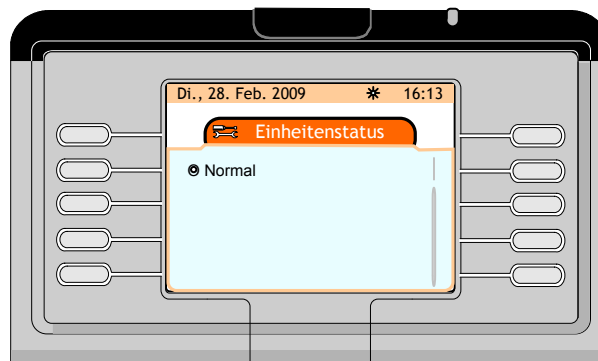 Di., 28. Feb. 2009 16:13
Einheitenstatus
Normal